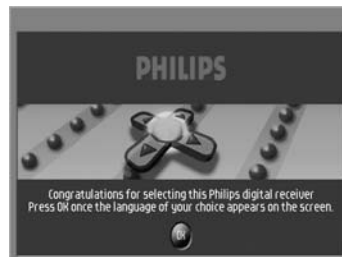 PHILIPS
Congratulations for selecting this Philips digital receiver
Press OK once the language of your choice appears on the screen.
OK